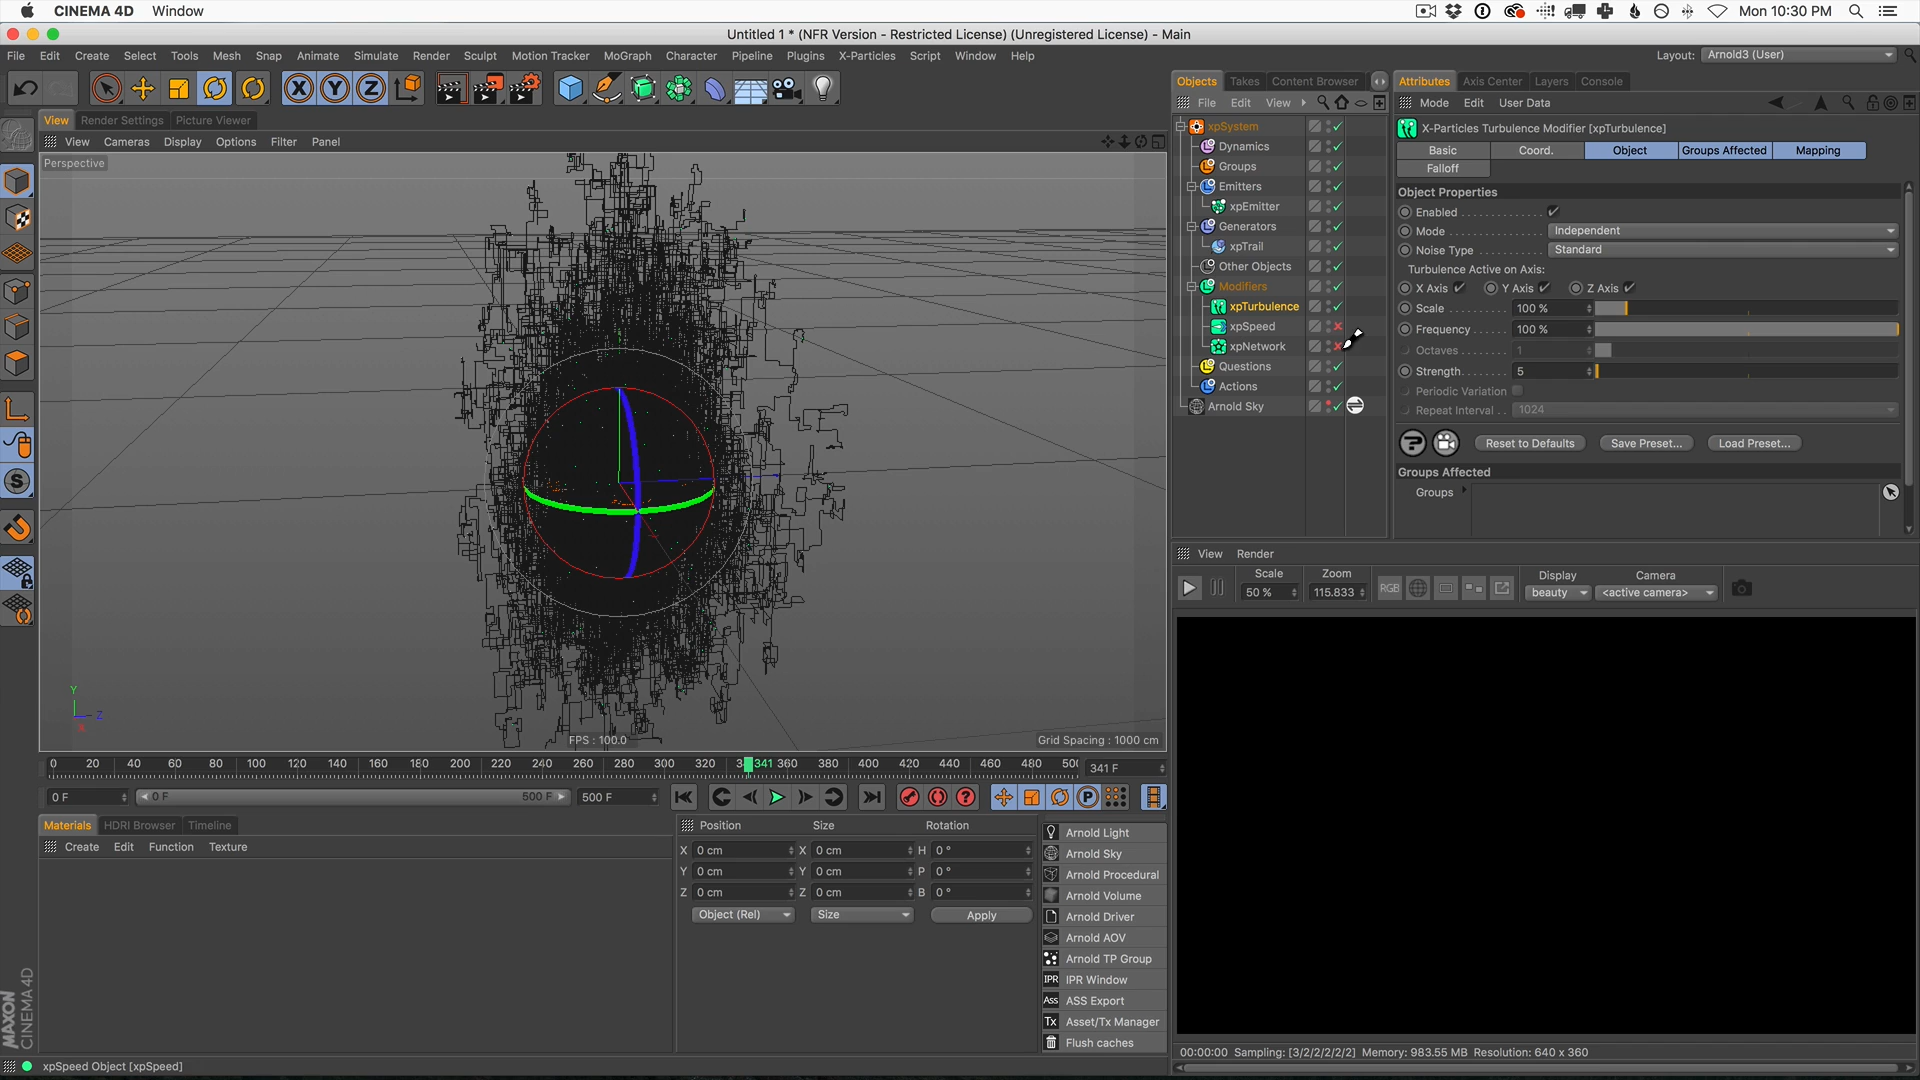 CINEMA 4D Window Mon 10:30 PM
Untitled 1 * (NFR Version - Restricted License) (Unregistered License) - Main
File Edit Create Select Tools Mesh Snap Animate Simulate Render Sculpt Motion Tracker MoGraph Character Pipeline Plugins X-Particles Script Window Help Layout: Arnold3 (User)
X Y Z
View Render Settings Picture Viewer
View Cameras Display Options Filter Panel
Perspective
FPS : 100.0 Grid Spacing : 1000 cm
Y
Z
X
0 20 40 60 80 100 120 140 160 180 200 220 240 260 280 300 320 341 360 380 400 420 440 460 480 500
341 F
0 F 0 F 500 F 500 F
Materials HDRI Browser Timeline
Create Edit Function Texture
Position Size Rotation
X 0 cm X 0 cm H 0 °
Y 0 cm Y 0 cm P 0 °
Z 0 cm Z 0 cm B 0 °
Object (Rel) Size Apply
Arnold Light
Arnold Sky
Arnold Procedural
Arnold Volume
Arnold Driver
Arnold AOV
Arnold TP Group
IPR IPR Window
Ass ASS Export
Tx Asset/Tx Manager
Flush caches
MAXON
CINEMA 4D
xpSpeed Object [xpSpeed]
Objects Takes Content Browser
File Edit View
xpSystem
Dynamics
Groups
Emitters
xpEmitter
Generators
xpTrail
Other Objects
Modifiers
xpTurbulence
xpSpeed
xpNetwork
Questions
Actions
Arnold Sky
Attributes Axis Center Layers Console
Mode Edit User Data
X-Particles Turbulence Modifier [xpTurbulence]
Basic Coord. Object Groups Affected Mapping
Falloff
Object Properties
Enabled
Mode Independent
Noise Type Standard
Turbulence Active on Axis:
X Axis Y Axis Z Axis
Scale 100 %
Frequency 100 %
Octaves 1
Strength 5
Periodic Variation
Repeat Interval 1024
Reset to Defaults Save Preset... Load Preset...
Groups Affected
Groups
View Render
Scale Zoom Display Camera
50 % 115.833 RGB beauty <active camera>
00:00:00 Sampling: [3/2/2/2/2/2] Memory: 983.55 MB Resolution: 640 x 360